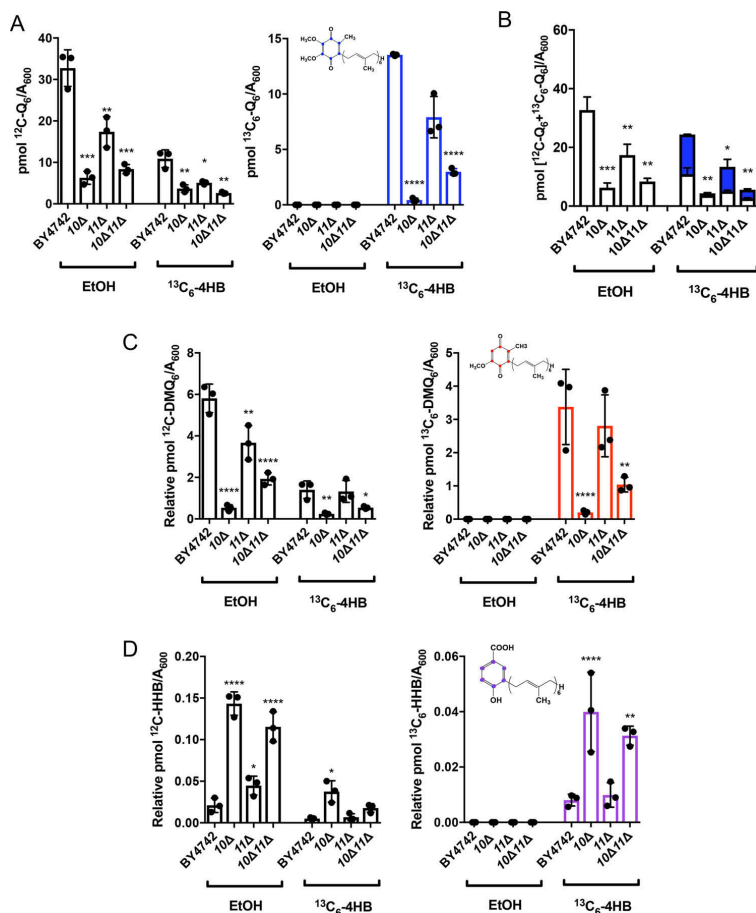 A
pmol ¹²C-Q₆/A₆₀₀
40
30
20
10
0
***
**
***
**
*
**
BY4742
10Δ
11Δ
10Δ11Δ
BY4742
10Δ
11Δ
10Δ11Δ
EtOH
¹³C₆-4HB
pmol ¹³C₆-Q₆/A₆₀₀
15
10
5
0
O
H₃CO
CH₃
H₃CO
O
CH₃
6
H
****
****
BY4742
10Δ
11Δ
10Δ11Δ
BY4742
10Δ
11Δ
10Δ11Δ
EtOH
¹³C₆-4HB
B
pmol [¹²C-Q₆+¹³C-Q₆]/A₆₀₀
60
40
20
0
***
**
**
**
*
**
BY4742
10Δ
11Δ
10Δ11Δ
BY4742
10Δ
11Δ
10Δ11Δ
EtOH
¹³C₆-4HB
C
Relative pmol ¹²C-DMQ₆/A₆₀₀
8
6
4
2
0
****
**
****
**
*
BY4742
10Δ
11Δ
10Δ11Δ
BY4742
10Δ
11Δ
10Δ11Δ
EtOH
¹³C₆-4HB
Relative pmol ¹³C₆-DMQ₆/A₆₀₀
5
4
3
2
1
0
O
CH3
H₃CO
O
CH₃
6
H
****
**
BY4742
10Δ
11Δ
10Δ11Δ
BY4742
10Δ
11Δ
10Δ11Δ
EtOH
¹³C₆-4HB
D
Relative pmol ¹²C-HHB/A₆₀₀
0.20
0.15
0.10
0.05
0.00
****
*
****
*
BY4742
10Δ
11Δ
10Δ11Δ
BY4742
10Δ
11Δ
10Δ11Δ
EtOH
¹³C₆-4HB
Relative pmol ¹³C₆-HHB/A₆₀₀
0.06
0.04
0.02
0.00
COOH
OH
CH₃
6
H
****
**
BY4742
10Δ
11Δ
10Δ11Δ
BY4742
10Δ
11Δ
10Δ11Δ
EtOH
¹³C₆-4HB